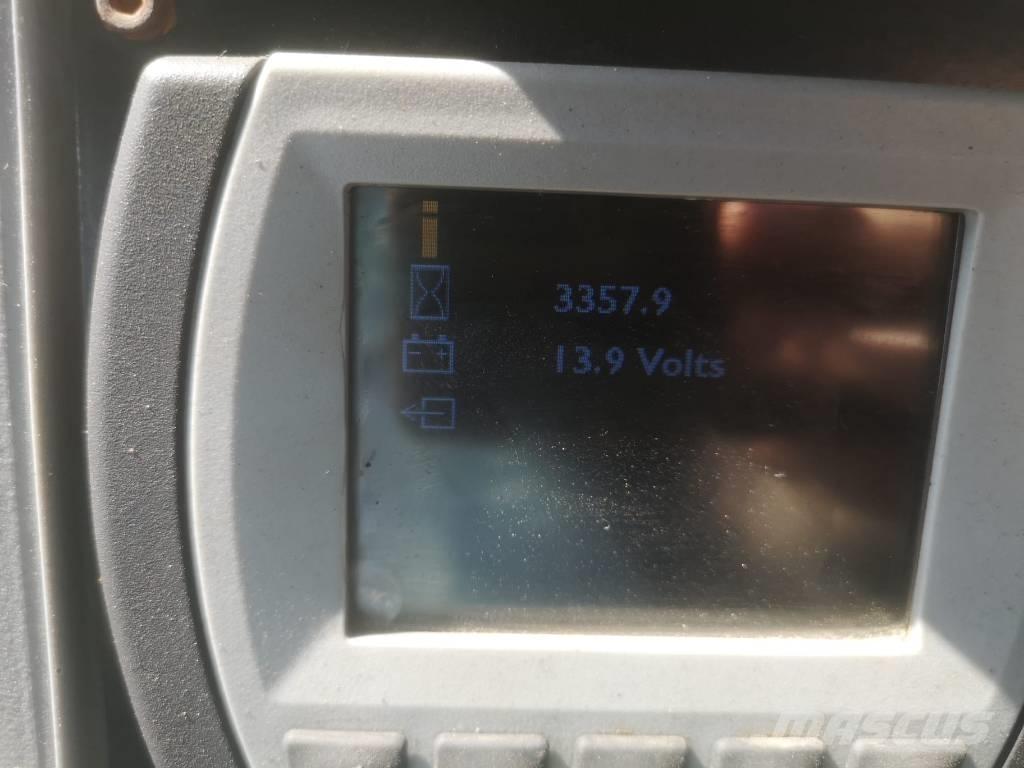 i
3357.9
13.9 Volts
MASCUS